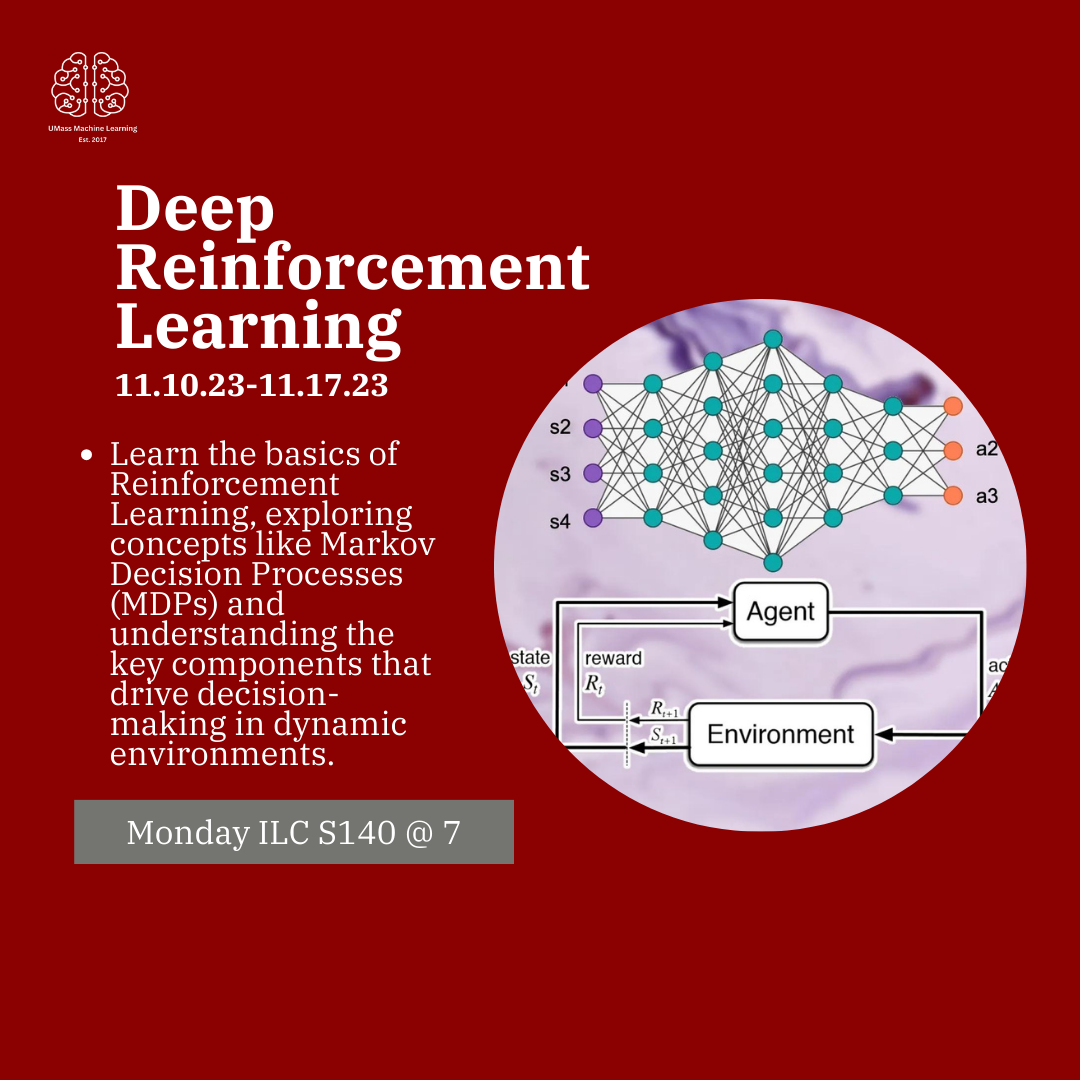 UMass Machine Learning
Est. 2017
Deep
Reinforcement
Learning
11.10.23-11.17.23
• Learn the basics of
Reinforcement
Learning, exploring
concepts like Markov
Decision Processes
(MDPs) and
understanding the
key components that
drive decision-
making in dynamic
environments.
Monday ILC S140 @ 7
s2
s3
s4
a2
a3
Agent
state
S_t
reward
R_t
R_{t+1}
S_{t+1}
Environment